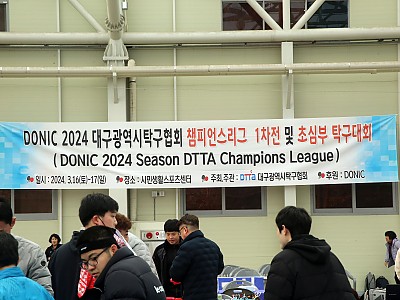 DONIC 2024 대구광역시탁구협회 챔피언스리그 1차전 및 초심부 탁구대회
( DONIC 2024 Season DTTA Champions League )
일시 : 2024. 3.16(토)~17(일) 장소 : 시민생활스포츠센터 주최,주관 : DTTa 대구광역시탁구협회 후원 : DONIC